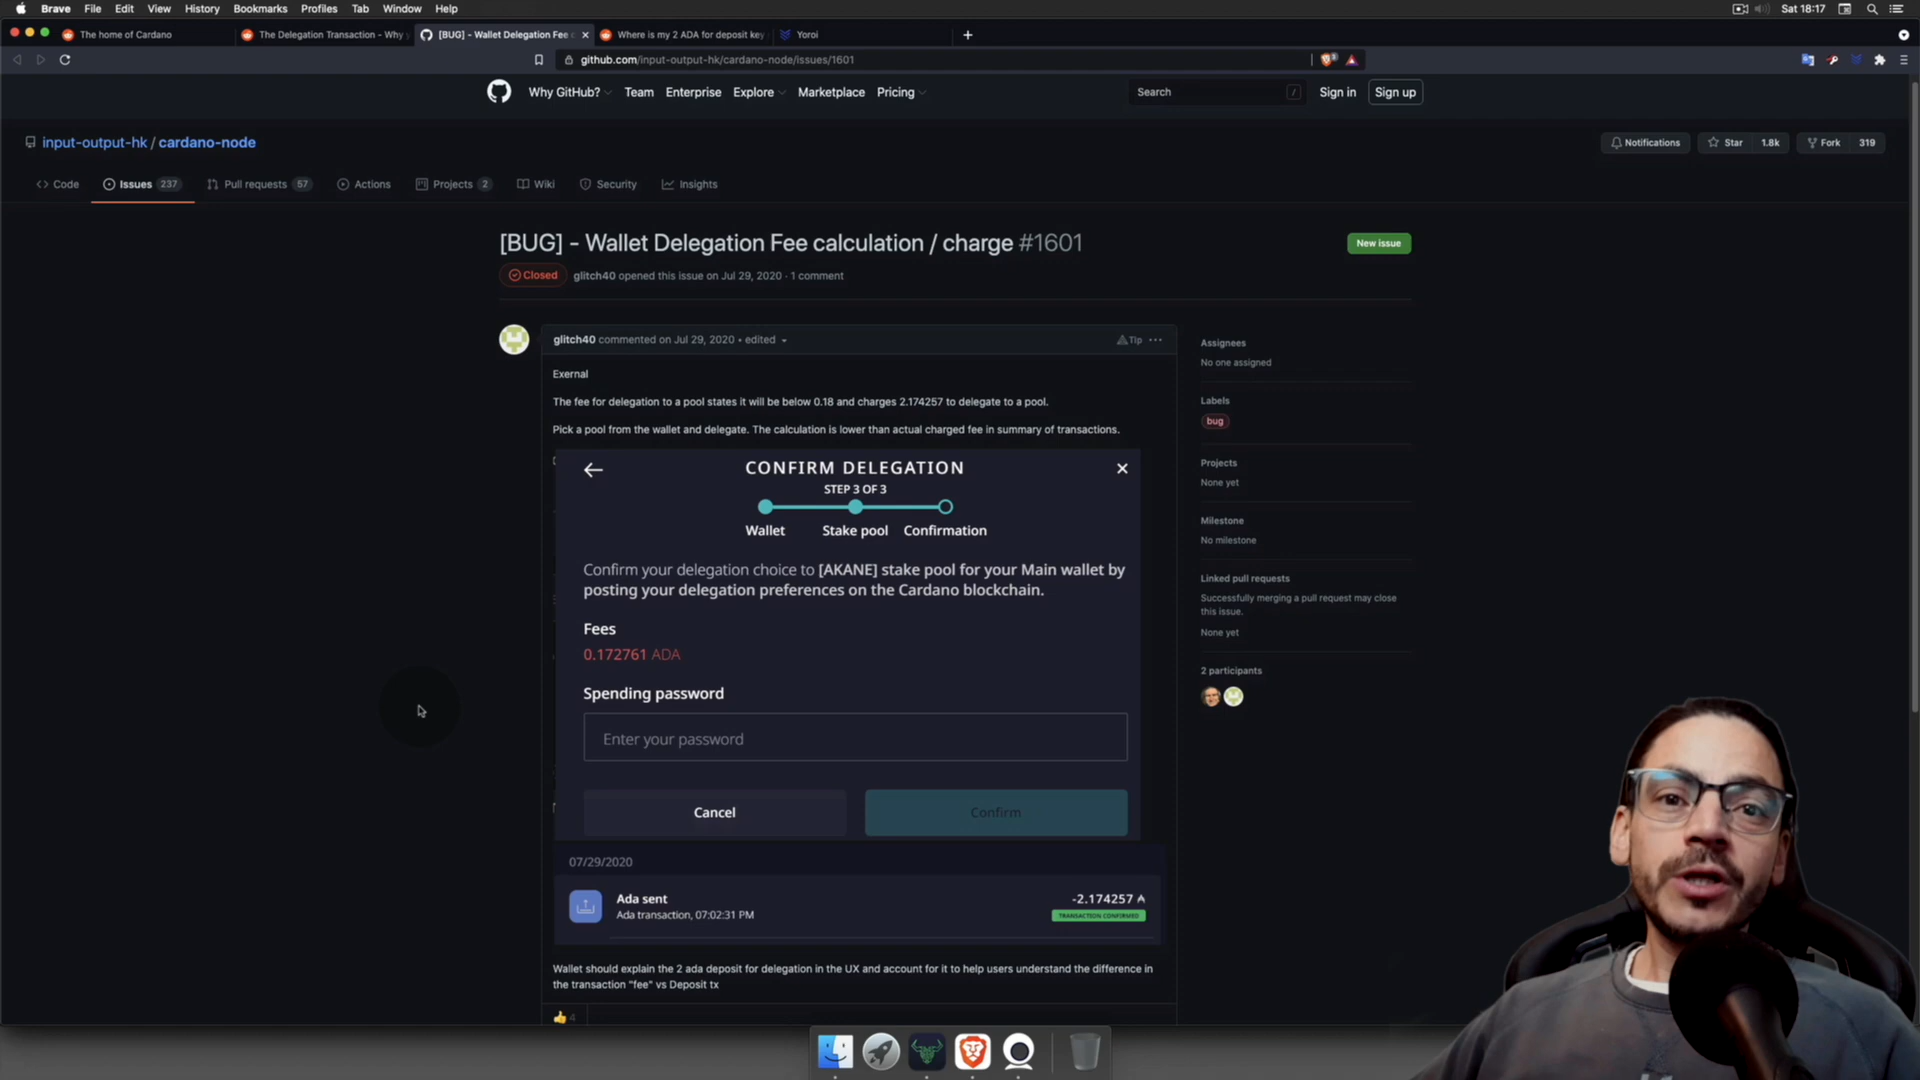 Brave File Edit View History Bookmarks Profiles Tab Window Help Sat 18:17
The home of Cardano
The Delegation Transaction - Why
[BUG] - Wallet Delegation Fee
Where is my 2 ADA for deposit key
Yoroi
github.com/input-output-hk/cardano-node/issues/1601
Why GitHub? Team Enterprise Explore Marketplace Pricing Search / Sign in Sign up
input-output-hk / cardano-node
Notifications Star 1.8k Fork 319
Code Issues 237 Pull requests 57 Actions Projects 2 Wiki Security Insights
[BUG] - Wallet Delegation Fee calculation / charge #1601
New issue
Closed glitch40 opened this issue on Jul 29, 2020 · 1 comment
glitch40 commented on Jul 29, 2020 • edited
Tip ···
Exernal
The fee for delegation to a pool states it will be below 0.18 and charges 2.174257 to delegate to a pool.
Pick a pool from the wallet and delegate. The calculation is lower than actual charged fee in summary of transactions.
CONFIRM DELEGATION
STEP 3 OF 3
Wallet Stake pool Confirmation
Confirm your delegation choice to [AKANE] stake pool for your Main wallet by
posting your delegation preferences on the Cardano blockchain.
Fees
0.172761 ADA
Spending password
Enter your password
Cancel Confirm
07/29/2020
Ada sent
Ada transaction, 07:02:31 PM
-2.174257
TRANSACTION CONFIRMED
Wallet should explain the 2 ada deposit for delegation in the UX and account for it to help users understand the difference in
the transaction "fee" vs Deposit tx
4
Assignees
No one assigned
Labels
bug
Projects
None yet
Milestone
No milestone
Linked pull requests
Successfully merging a pull request may close
this issue.
None yet
2 participants